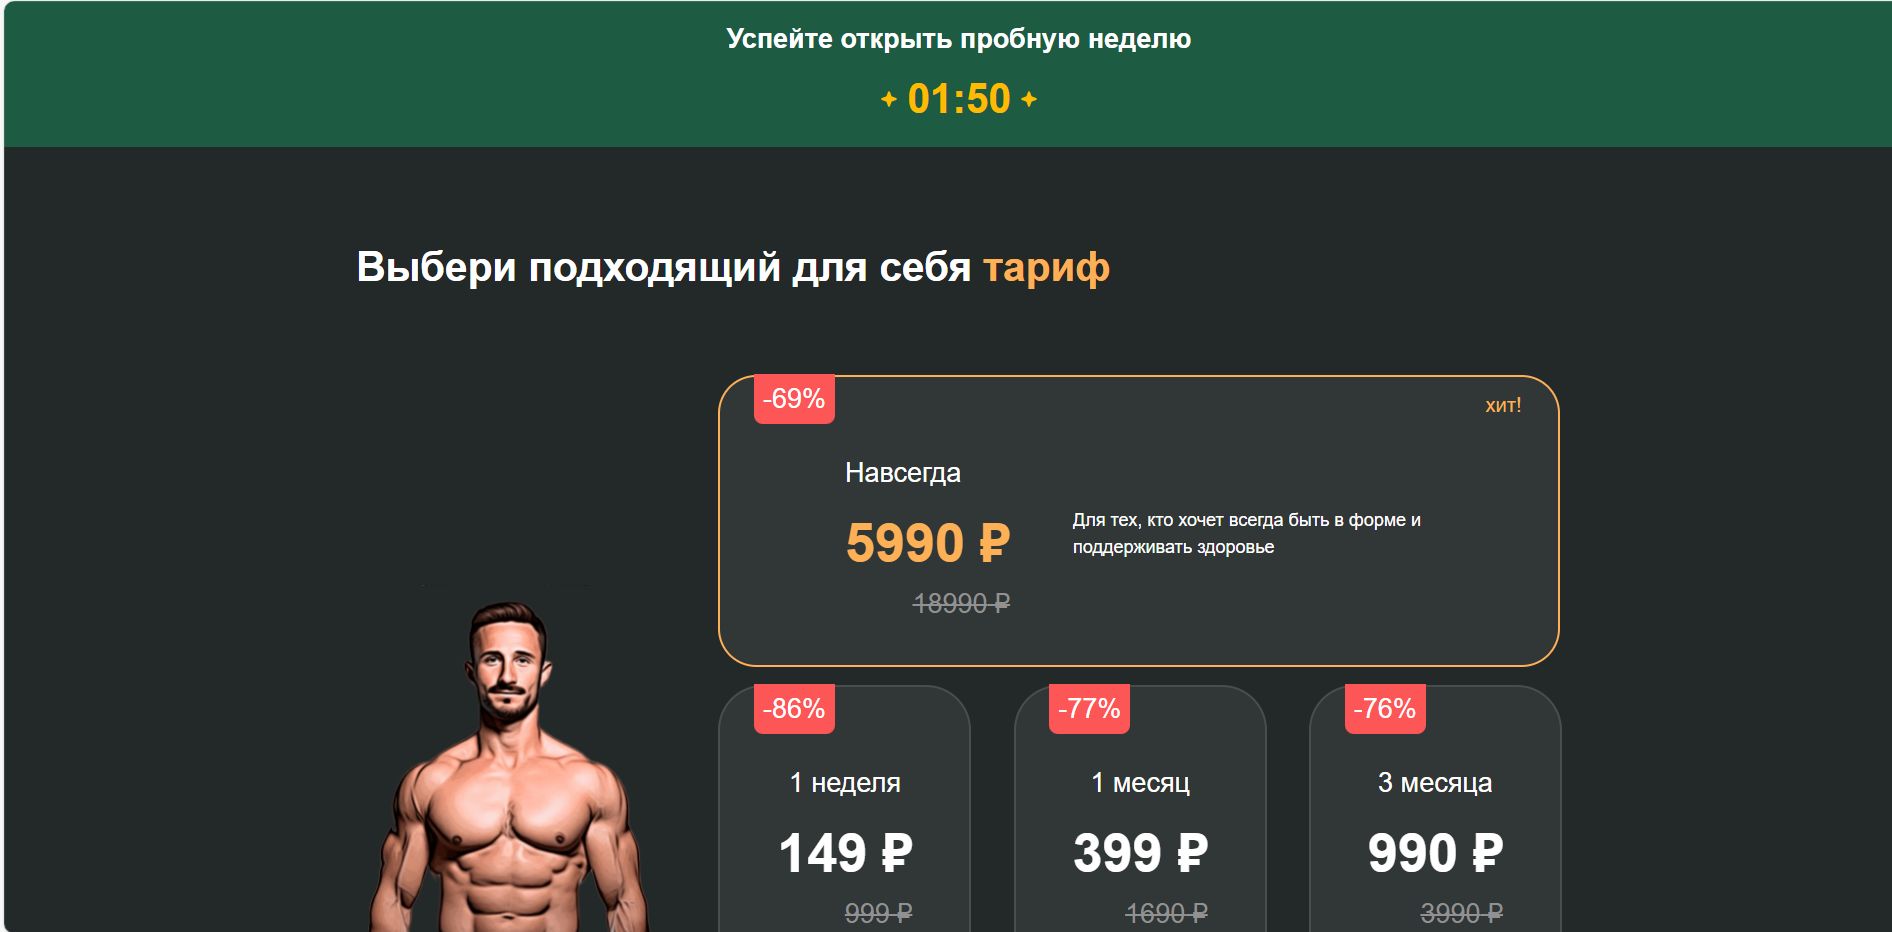 Успейте открыть пробную неделю
✦ 01:50 ✦
Выбери подходящий для себя тариф
-69%
хит!
Навсегда
5990 ₽
18990 ₽
Для тех, кто хочет всегда быть в форме и
поддерживать здоровье
-86%
1 неделя
149 ₽
999 ₽
-77%
1 месяц
399 ₽
1690 ₽
-76%
3 месяца
990 ₽
3990 ₽